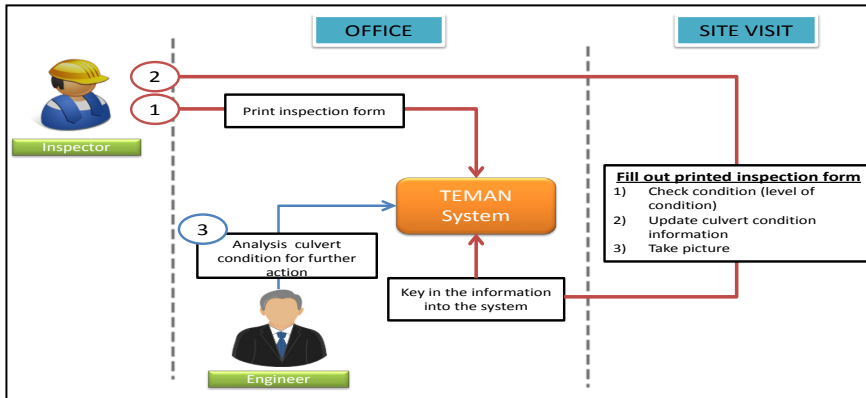 OFFICE
SITE VISIT
2
1
Print inspection form
Inspector
TEMAN
System
Fill out printed inspection form
1) Check condition (level of
condition)
2) Update culvert condition
information
3) Take picture
3
Analysis culvert
condition for further
action
Key in the information
into the system
Engineer